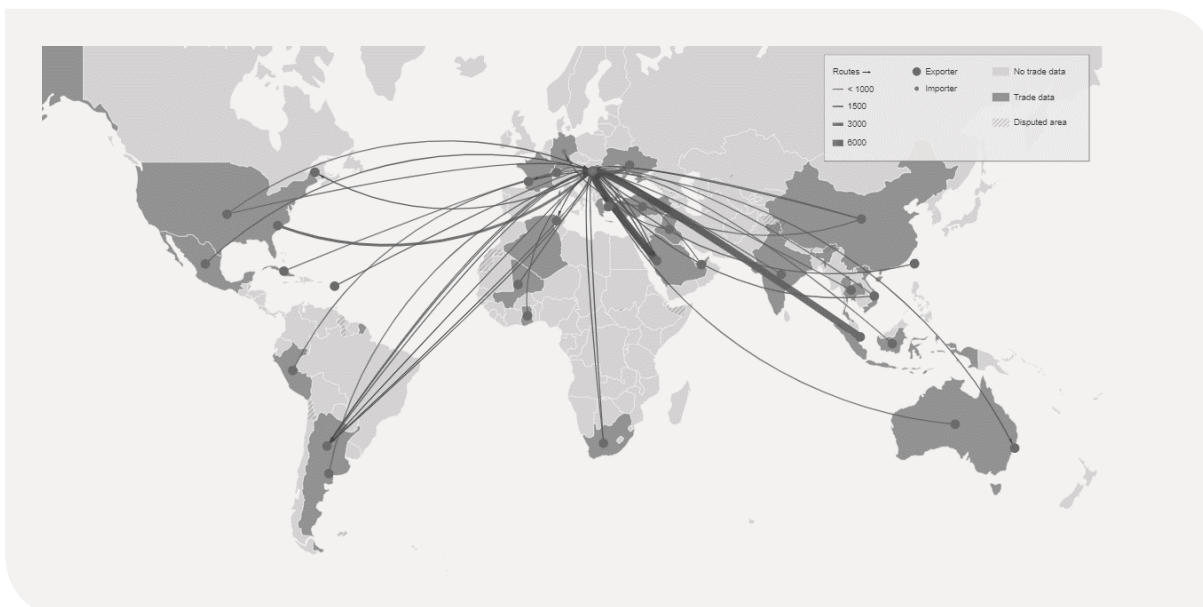 Routes →
< 1000
1500
3000
6000
Exporter
Importer
No trade data
Trade data
Disputed area